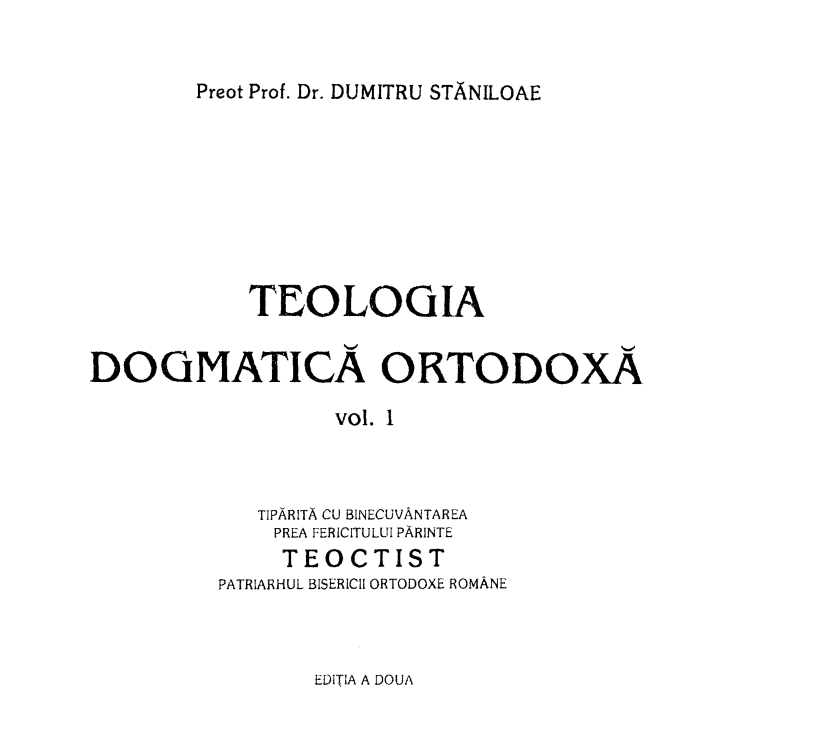 Preot Prof. Dr. DUMITRU STĂNILOAE
TEOLOGIA
DOGMATICĂ ORTODOXĂ
vol. 1
TIPĂRITĂ CU BINECUVÂNTAREA
PREA FERICITULUI PĂRINTE
TEOCTIST
PATRIARHUL BISERICII ORTODOXE ROMÂNE
EDIŢIA A DOUA